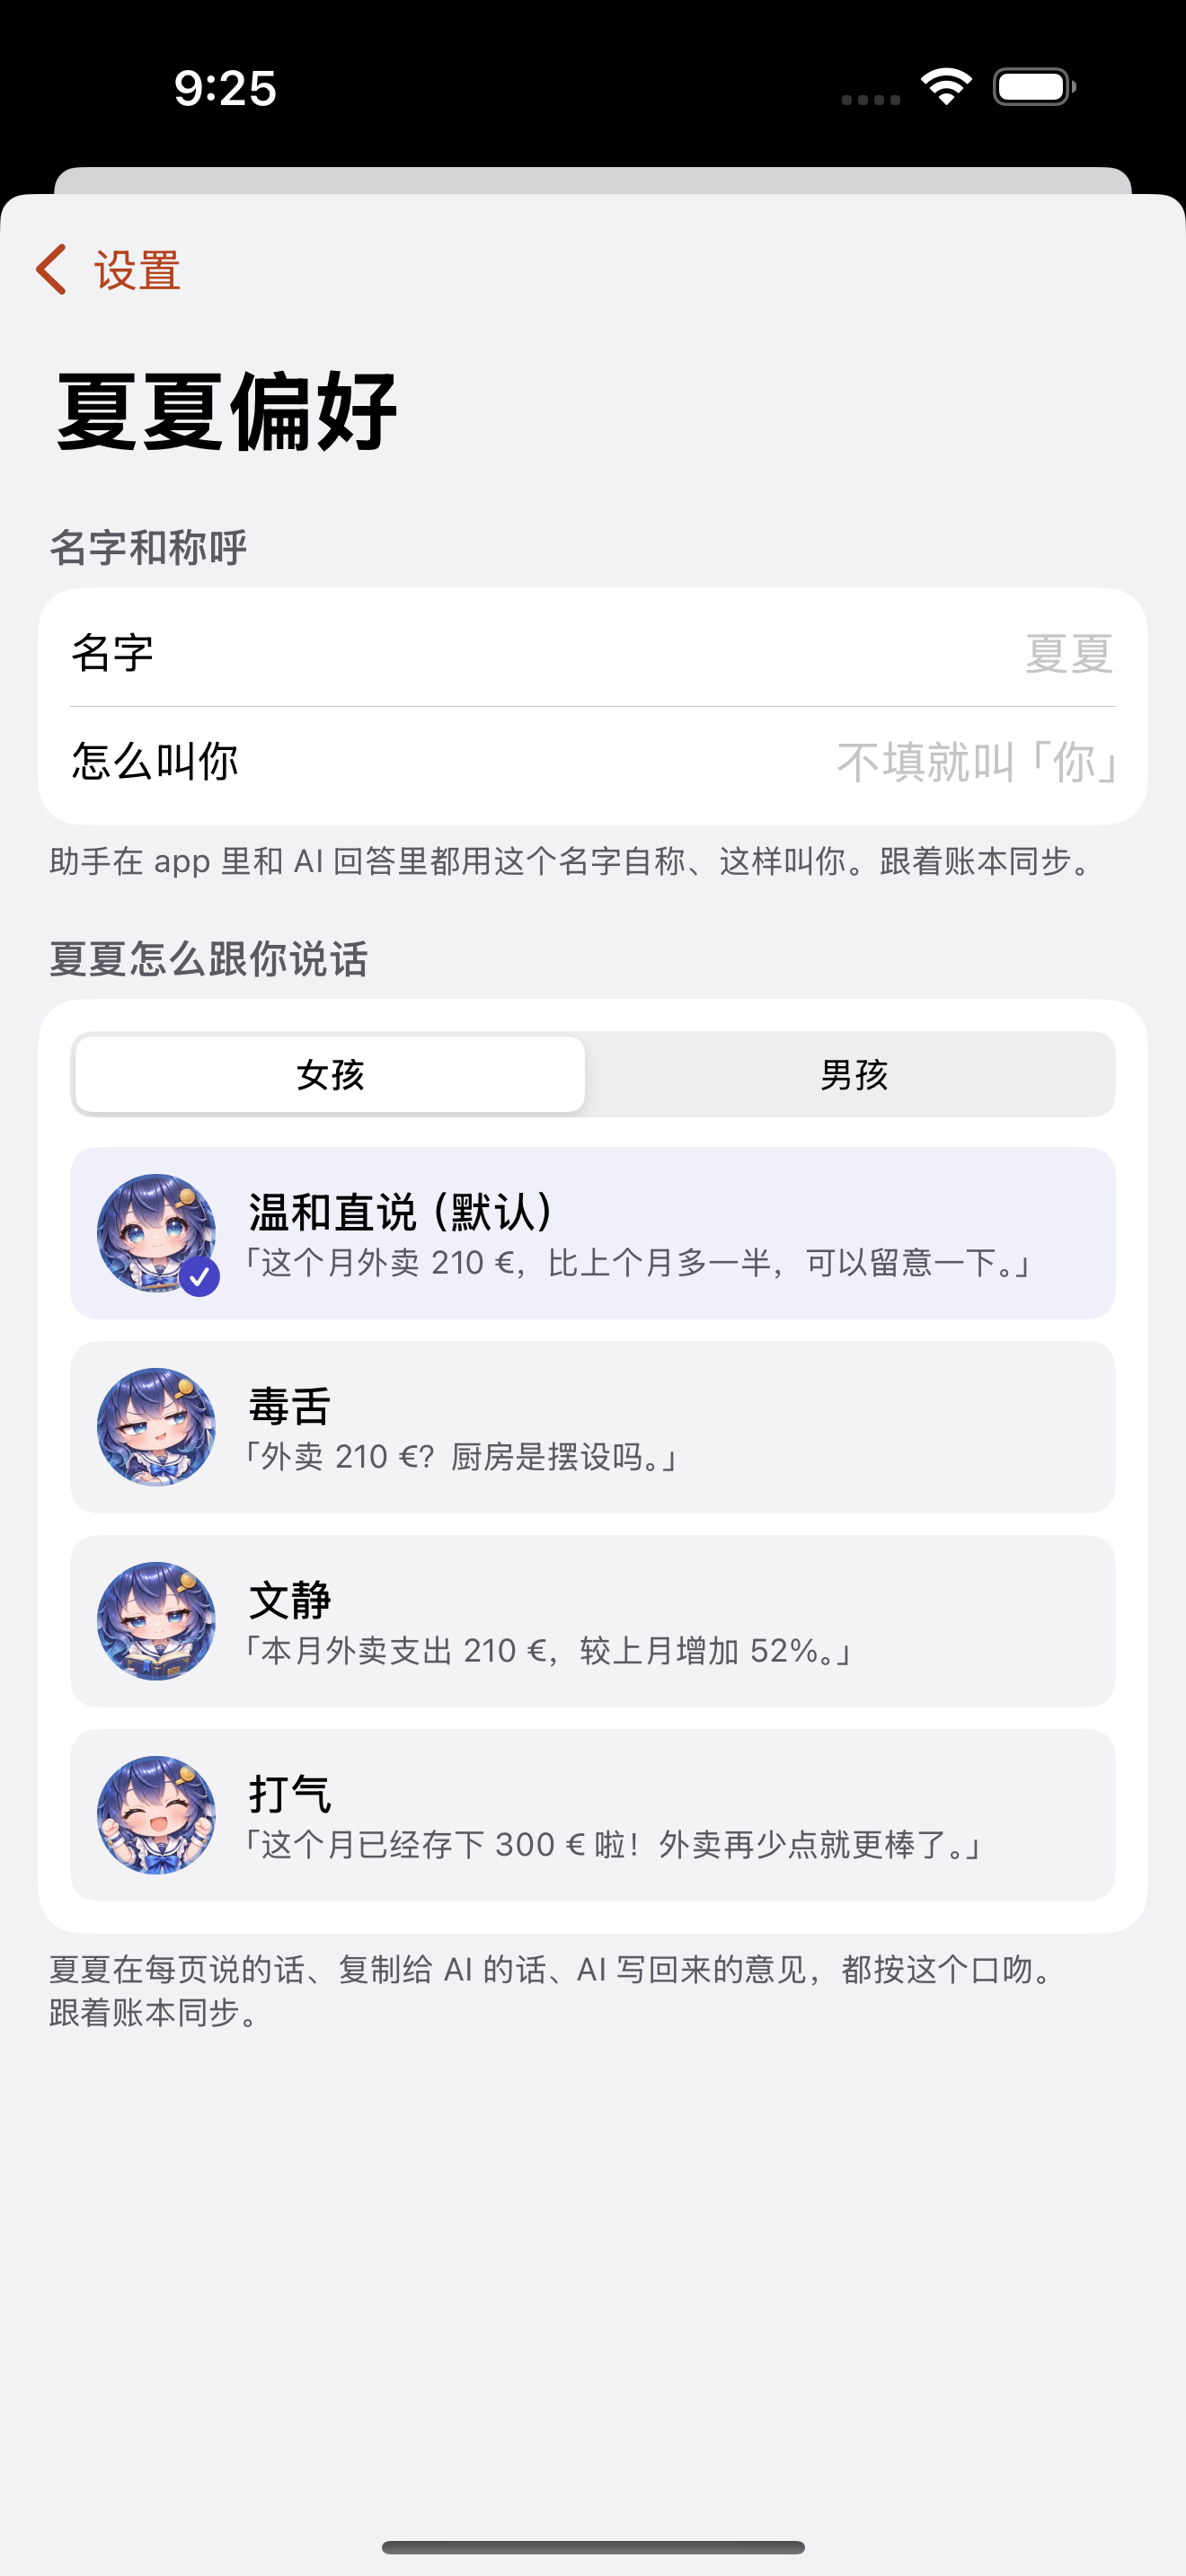 9:25
设置
夏夏偏好
名字和称呼
名字
夏夏
怎么叫你
不填就叫「你」
助手在 app 里和 AI 回答里都用这个名字自称、这样叫你。跟着账本同步。
夏夏怎么跟你说话
女孩
男孩
温和直说（默认）
「这个月外卖 210 €，比上个月多一半，可以留意一下。」
毒舌
「外卖 210 €？厨房是摆设吗。」
文静
「本月外卖支出 210 €，较上月增加 52%。」
打气
「这个月已经存下 300 € 啦！外卖再少点就更棒了。」
夏夏在每页说的话、复制给 AI 的话、AI 写回来的意见，都按这个口吻。
跟着账本同步。